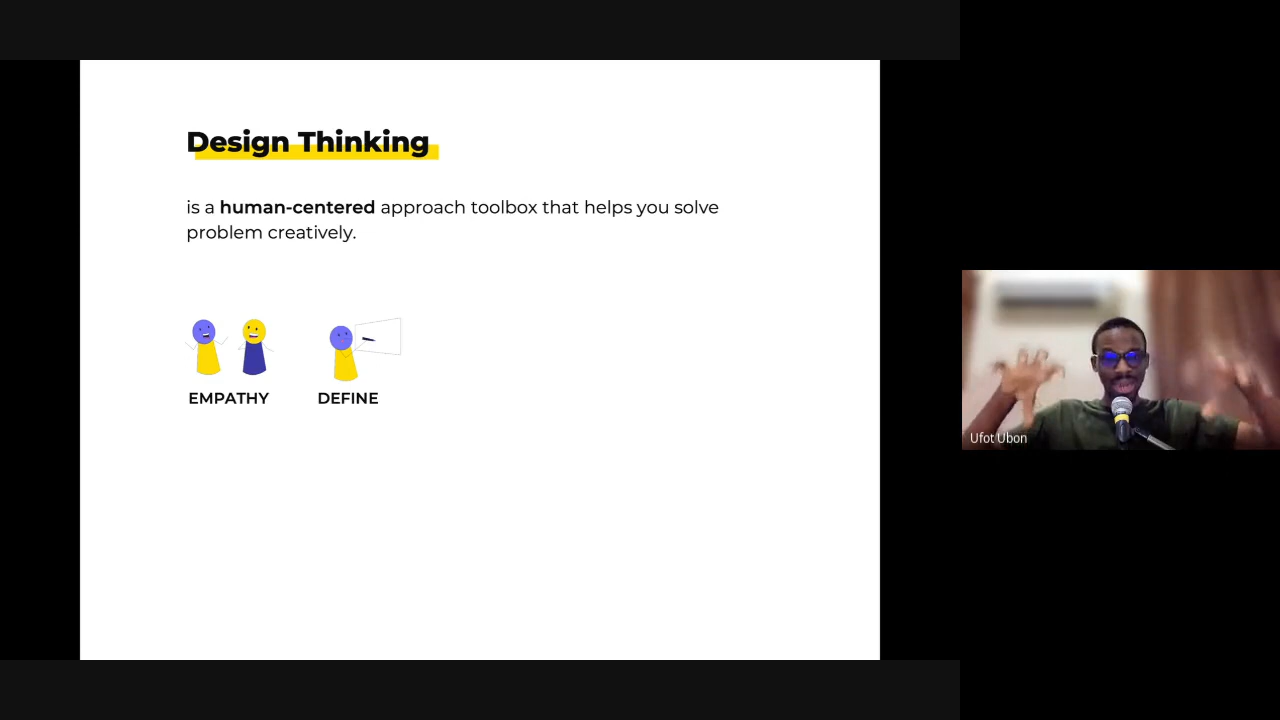 Design Thinking
is a human-centered approach toolbox that helps you solve
problem creatively.
EMPATHY
DEFINE
Ufot Ubon